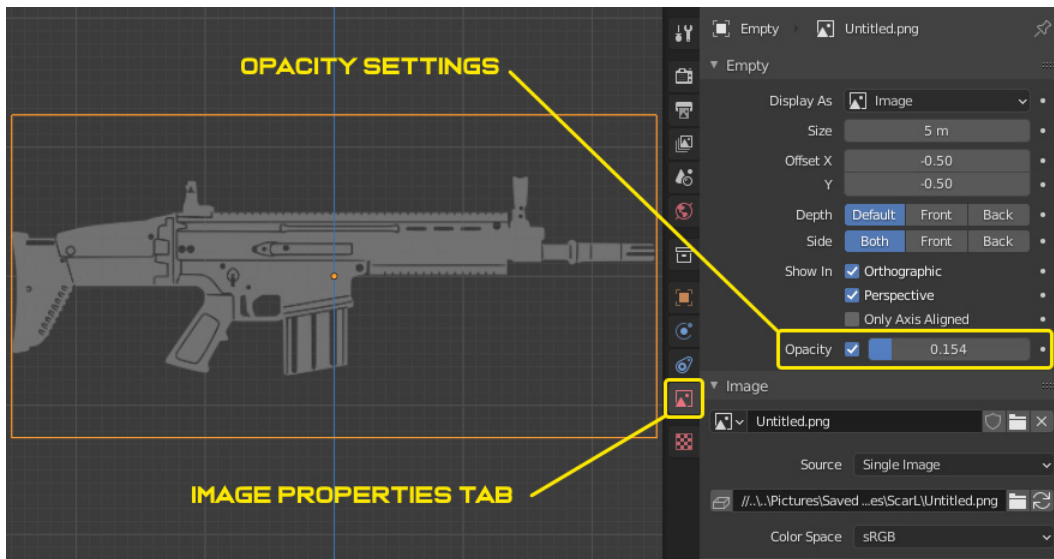 Empty Untitled.png
OPACITY SETTINGS
Empty
Display As Image
Size 5 m
Offset X -0.50
Y -0.50
Depth Default Front Back
Side Both Front Back
Show In Orthographic
Perspective
Only Axis Aligned
Opacity 0.154
Image
Untitled.png
Source Single Image
IMAGE PROPERTIES TAB
//..\..\Pictures\Saved ...es\ScarL\Untitled.png
Color Space sRGB